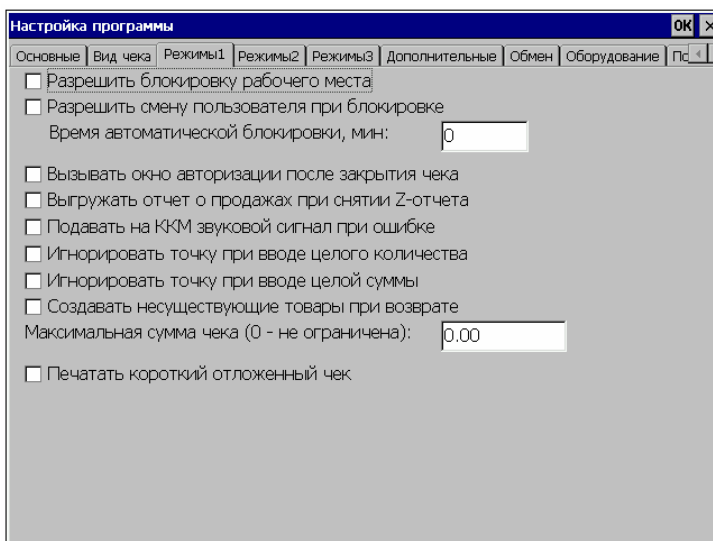 Настройка программы OK ×
Основные Вид чека Режимы1 Режимы2 Режимы3 Дополнительные Обмен Оборудование
Разрешить блокировку рабочего места
Разрешить смену пользователя при блокировке
Время автоматической блокировки, мин: 0
Вызывать окно авторизации после закрытия чека
Выгружать отчет о продажах при снятии Z-отчета
Подавать на ККМ звуковой сигнал при ошибке
Игнорировать точку при вводе целого количества
Игнорировать точку при вводе целой суммы
Создавать несуществующие товары при возврате
Максимальная сумма чека (0 - не ограничена): 0.00
Печатать короткий отложенный чек